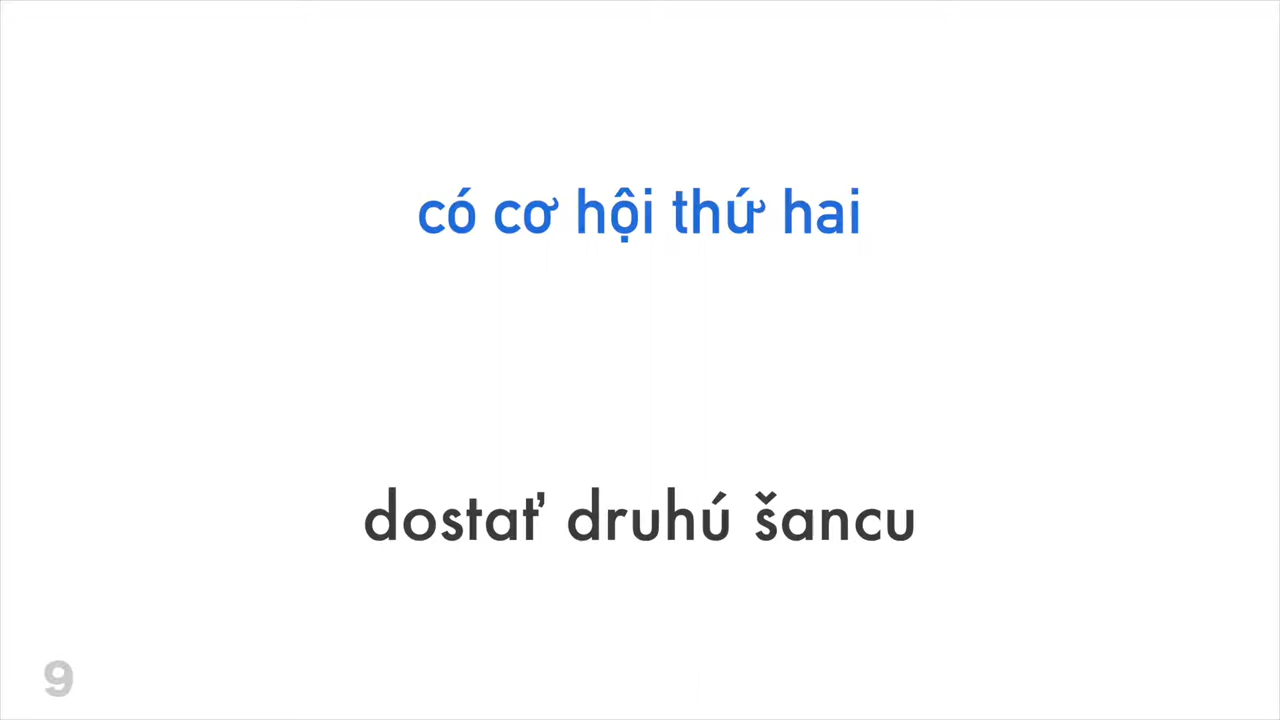 có cơ hội thứ hai
dostať druhú šancu
9